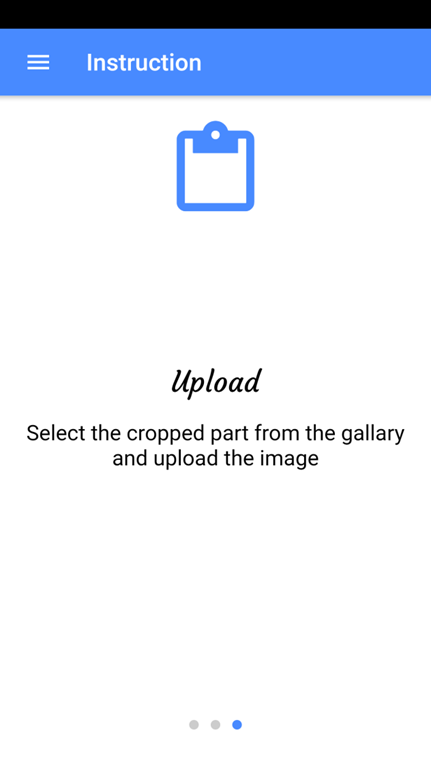 Instruction
Upload
Select the cropped part from the gallary
and upload the image